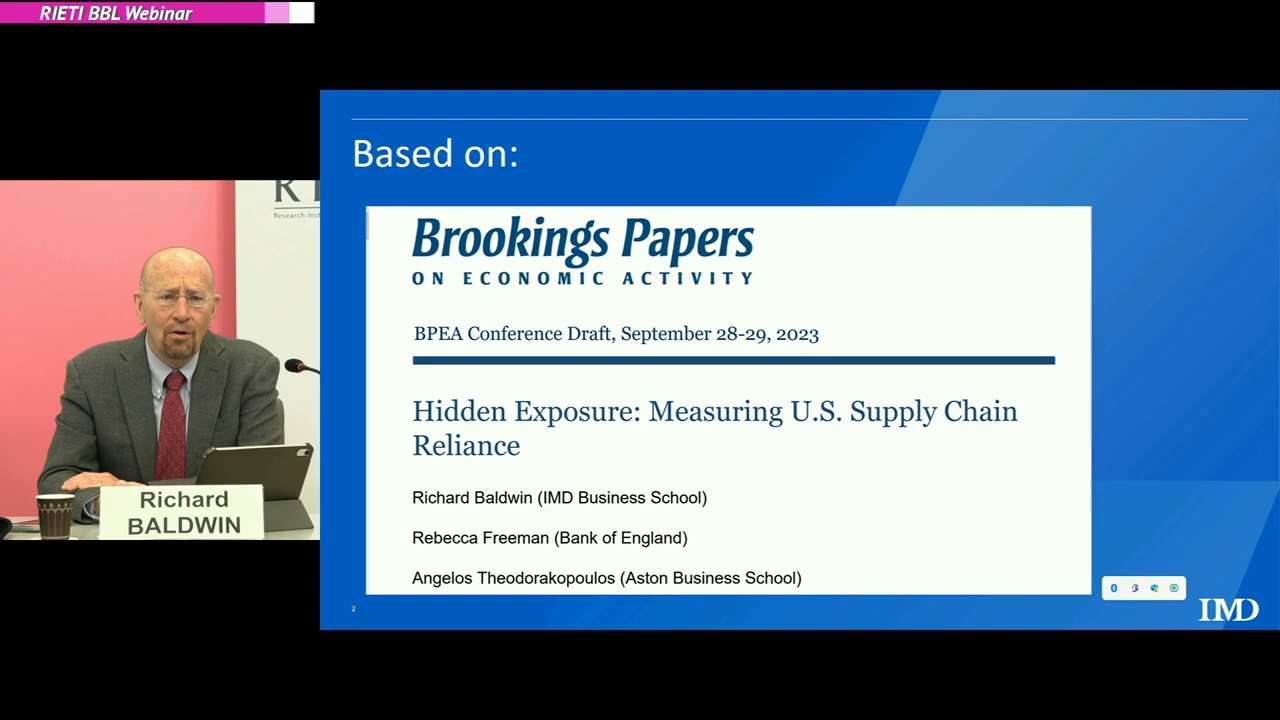 RIETI BBL Webinar
Based on:
Brookings Papers
ON ECONOMIC ACTIVITY
BPEA Conference Draft, September 28-29, 2023
Hidden Exposure: Measuring U.S. Supply Chain
Reliance
Richard Baldwin (IMD Business School)
Rebecca Freeman (Bank of England)
Angelos Theodorakopoulos (Aston Business School)
2
IMD
Research Inst
Richard
BALDWIN